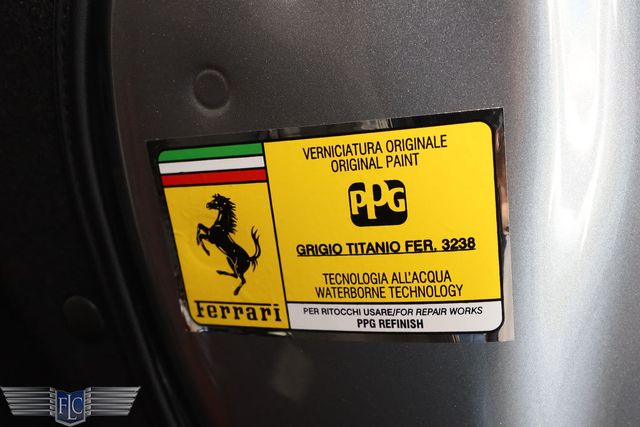 VERNICIATURA ORIGINALE
ORIGINAL PAINT
PPG
GRIGIO TITANIO FER. 3238
TECNOLOGIA ALL'ACQUA
WATERBORNE TECHNOLOGY
Ferrari
PER RITOCCHI USARE/FOR REPAIR WORKS
PPG REFINISH
FLC